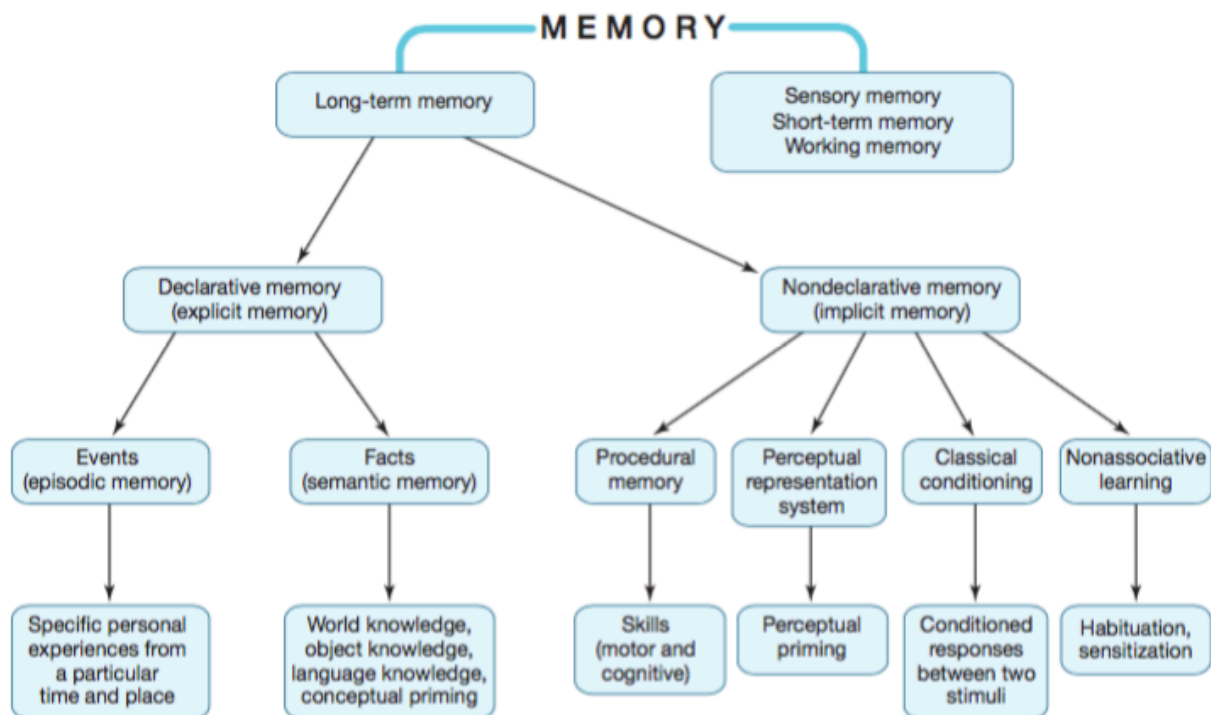 MEMORY
Long-term memory
Sensory memory
Short-term memory
Working memory
Declarative memory
(explicit memory)
Nondeclarative memory
(implicit memory)
Events
(episodic memory)
Facts
(semantic memory)
Procedural
memory
Perceptual
representation
system
Classical
conditioning
Nonassociative
learning
Specific personal
experiences from
a particular
time and place
World knowledge,
object knowledge,
language knowledge,
conceptual priming
Skills
(motor and
cognitive)
Perceptual
priming
Conditioned
responses
between two
stimuli
Habituation,
sensitization